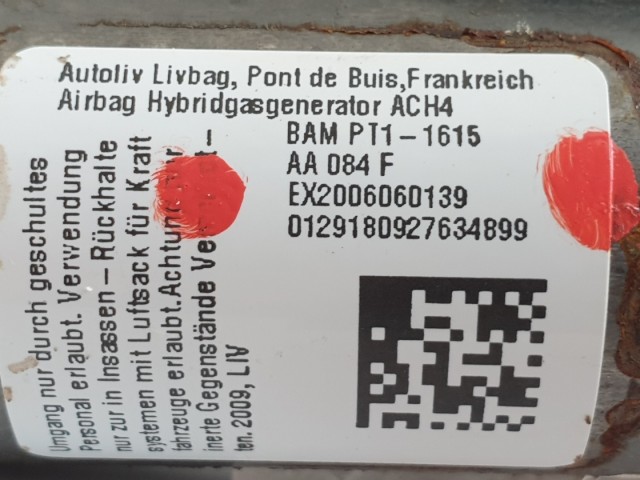 Autoliv Livbag, Pont de Buis,Frankreich
Airbag Hybridgasgenerator ACH4
BAM PT1-1615
AA 084 F
EX2006060139
0129180927634899
Umgang nur durch geschultes
Personal erlaubt. Verwendung
nur zur in Insassen - Rückhalte
systemen mit Luftsack für Kraft
fahrzeuge erlaubt.Achtung
inerte Gegenstände
ten. 2009, LIV